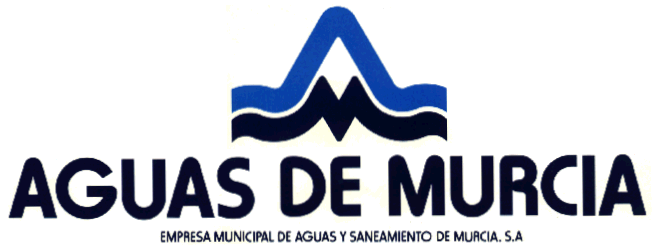 AGUAS DE MURCIA
EMPRESA MUNICIPAL DE AGUAS Y SANEAMIENTO DE MURCIA. S.A